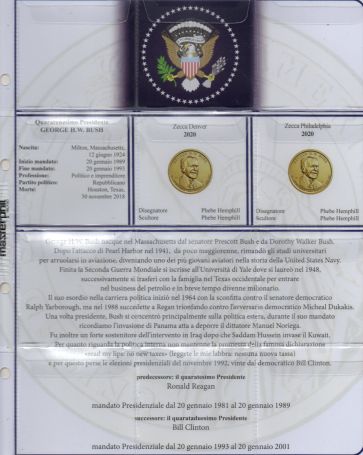 Quarantunesimo Presidente
GEORGE H.W. BUSH
Nascita: Milton, Massachusetts,
12 giugno 1924
Inizio mandato: 20 gennaio 1989
Fine mandato: 20 gennaio 1993
Professione: Politico e imprenditore
Partito politico: Repubblicano
Morte: Houston, Texas,
30 novembre 2018
Zecca Denver
2020
Disegnatore Phebe Hemphill
Scultore Phebe Hemphill
Zecca Philadelphia
2020
Disegnatore Phebe Hemphill
Scultore Phebe Hemphill
masterphil
George H.W. Bush nacque nel Massachusetts dal senatore Prescott Bush e da Dorothy Walker Bush.
Dopo l'attacco di Pearl Harbor nel 1941, da poco maggiorenne, rimandò gli studi universitari
per arruolarsi in aviazione, diventando uno dei più giovani aviatori nella storia della United States Navy.
Finita la Seconda Guerra Mondiale si iscrisse all'Università di Yale dove si laureò nel 1948,
successivamente si trasferì con la famiglia nel Texas occidentale per entrare
nel business del petrolio e in breve tempo divenne milionario.
Il suo esordio nella carriera politica iniziò nel 1964 con la sconfitta contro il senatore democratico
Ralph Yarborough, ma nel 1988 succedette a Regan tricordando contro l'avversario democratico Micheal Dukakis.
Una volta presidente, Bush si concentrò principalmente sulla politica estera, durante il suo mandato
ricordiamo l'invasione di Panama atta a deporre il dittatore Manuel Noriega.
Fu inoltre un forte sostenitore dell'intervento in Iraq dopo che Saddam Hussein invase il Kuwait.
Per quanto riguarda la politica interna non mantenne la promessa della famosa dichiarazione
«read my lips: no new taxes» (leggete le mie labbra: nessuna nuova tassa)
e per questo perse le elezioni presidenziali del novembre 1992, vinte dal democratico Bill Clinton.
predecessore: il quarantesimo Presidente
Ronald Reagan
mandato Presidenziale dal 20 gennaio 1981 al 20 gennaio 1989
successore: il quarantaduesimo Presidente
Bill Clinton
mandato Presidenziale dal 20 gennaio 1993 al 20 gennaio 2001